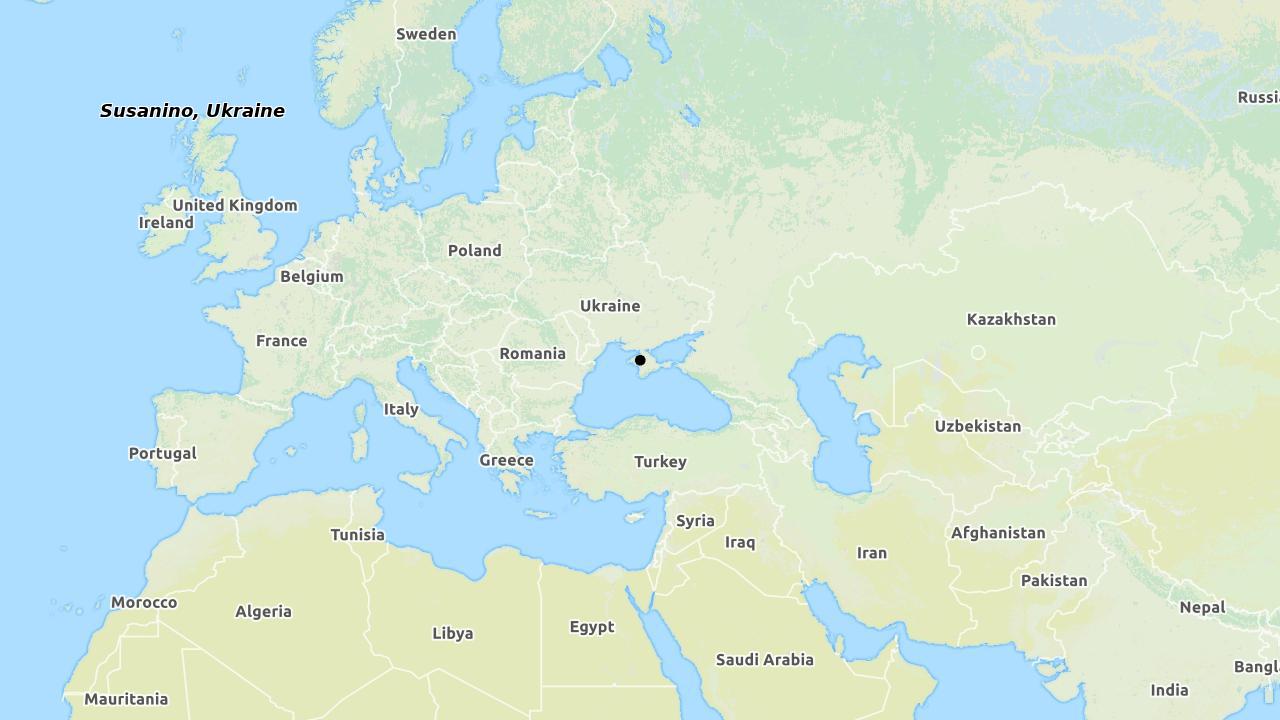 Sweden
Russi
Susanino, Ukraine
United Kingdom
Ireland
Poland
Belgium
Ukraine
Kazakhstan
France
Romania
Italy
Uzbekistan
Portugal
Greece
Turkey
Syria
Tunisia
Iraq
Afghanistan
Iran
Pakistan
Morocco
Nepal
Algeria
Egypt
Libya
Saudi Arabia
Bangl
India
Mauritania